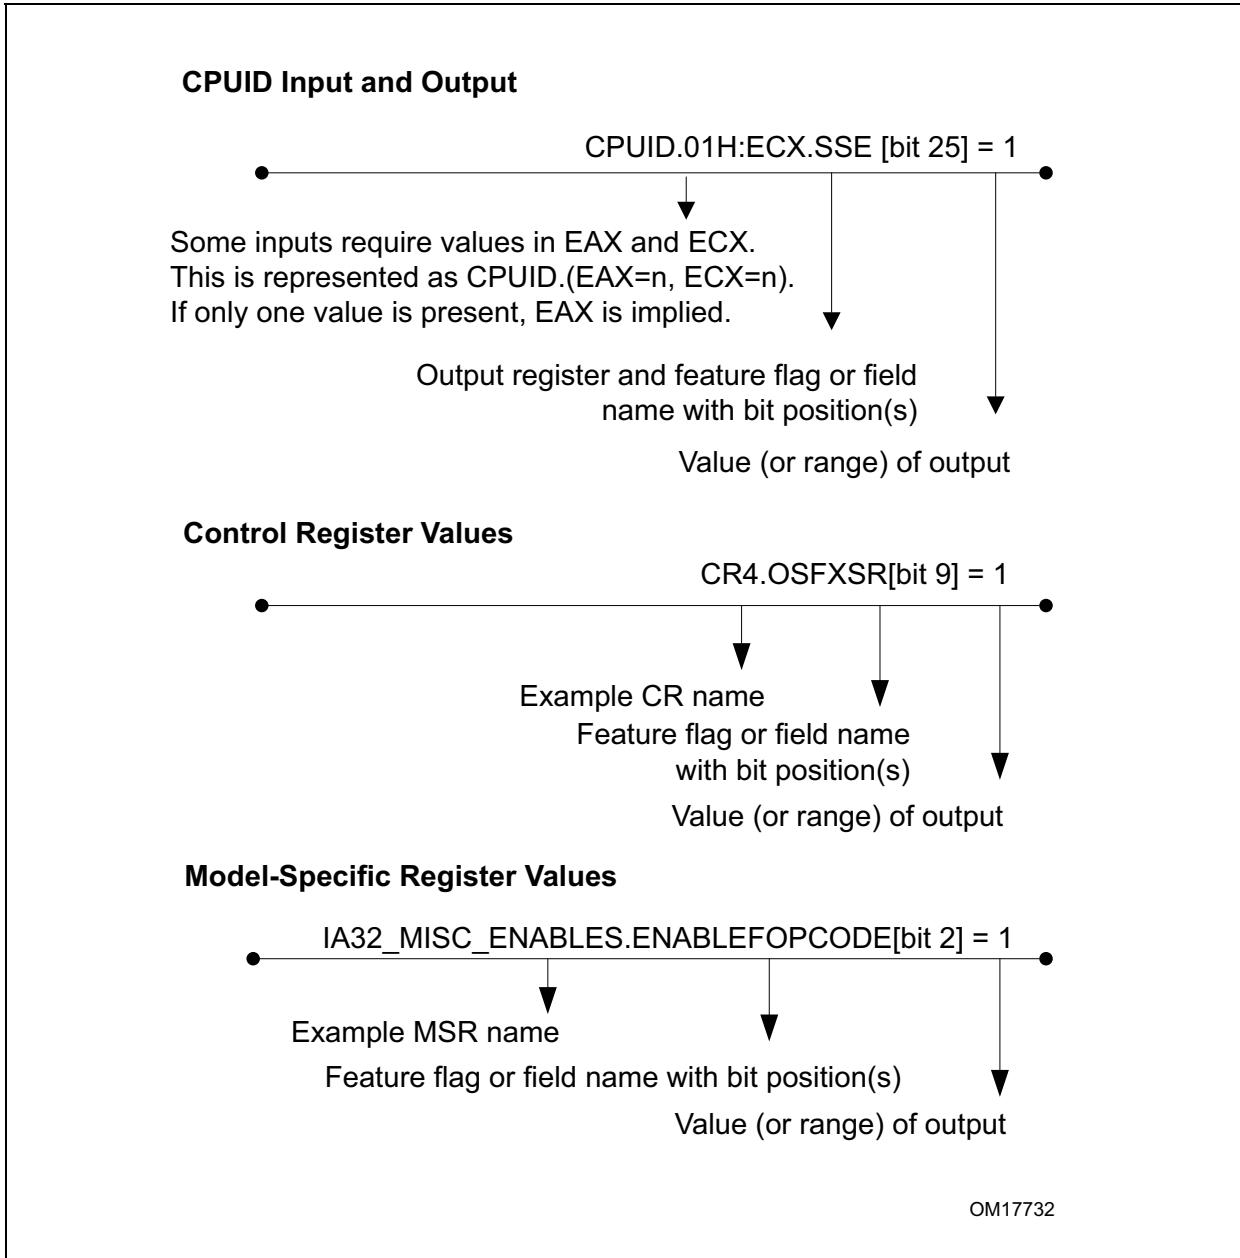 CPUID Input and Output
CPUID.01H:ECX.SSE [bit 25] = 1
Some inputs require values in EAX and ECX.
This is represented as CPUID.(EAX=n, ECX=n).
If only one value is present, EAX is implied.
Output register and feature flag or field
name with bit position(s)
Value (or range) of output
Control Register Values
CR4.OSFXSR[bit 9] = 1
Example CR name
Feature flag or field name
with bit position(s)
Value (or range) of output
Model-Specific Register Values
IA32_MISC_ENABLES.ENABLEFOPCODE[bit 2] = 1
Example MSR name
Feature flag or field name with bit position(s)
Value (or range) of output
OM17732